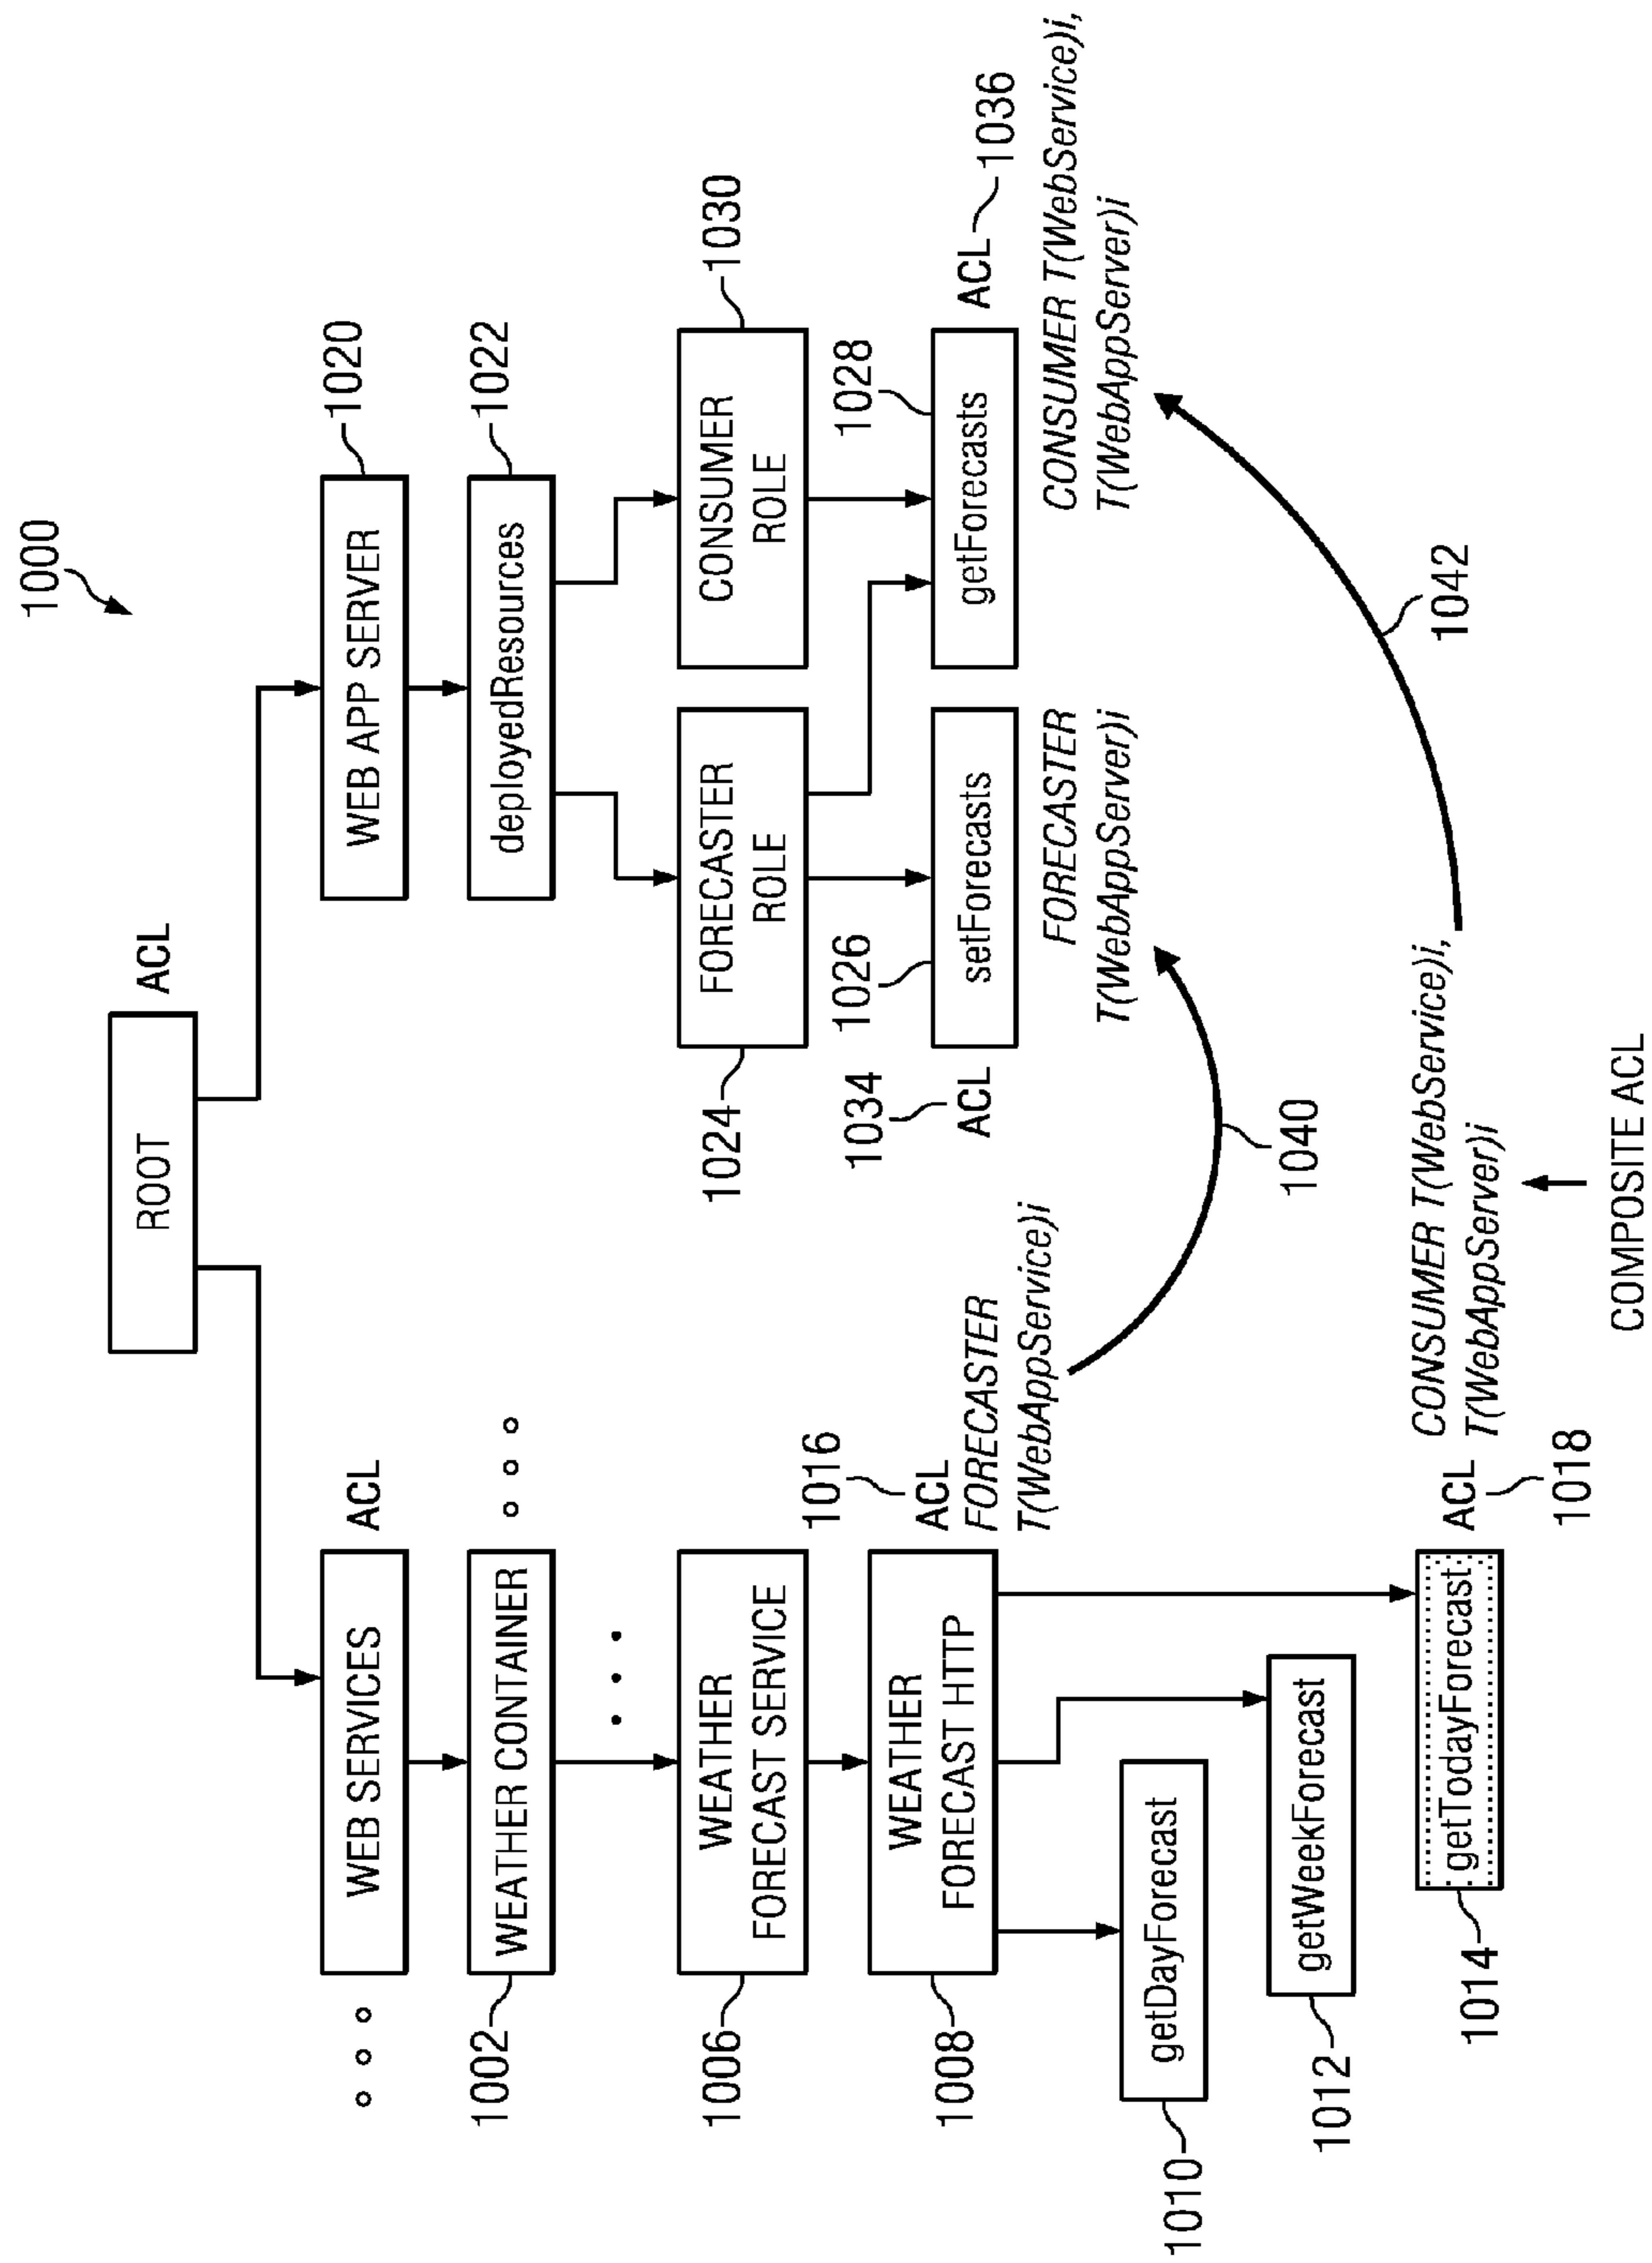 1000
ROOT
ACL
WEB SERVICES
ACL
WEB APP SERVER
1020
1002
WEATHER CONTAINER
deployedResources
1022
1006
WEATHER
FORECAST SERVICE
1024
FORECASTER
ROLE
CONSUMER
ROLE
1030
1008
WEATHER
FORECAST HTTP
1016
ACL
FORECASTER
T(WebAppService)i
1034
ACL
1026
setForecasts
FORECASTER
T(WebAppServer)i
1028
getForecasts
ACL
1036
CONSUMER T(WebService)i,
T(WebAppServer)i
1010
getDayForecast
1012
getWeekForecast
1040
1014
getTodayForecast
ACL
1018
CONSUMER T(WebService)i,
T(WebAppServer)i
1042
COMPOSITE ACL